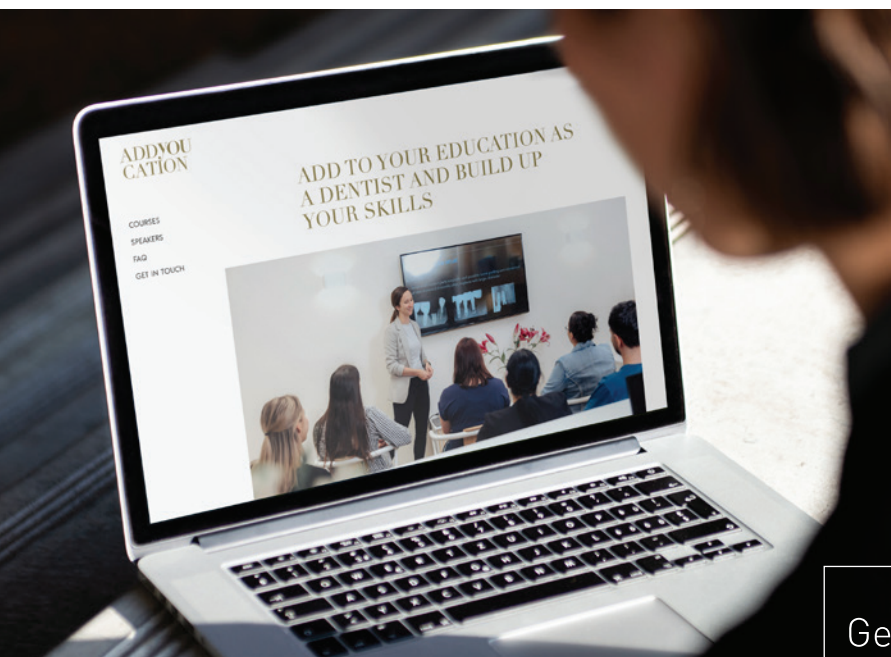 ADDYOU
CATION
ADD TO YOUR EDUCATION AS
A DENTIST AND BUILD UP
YOUR SKILLS
COURSES
SPEAKERS
FAQ
GET IN TOUCH
Ge